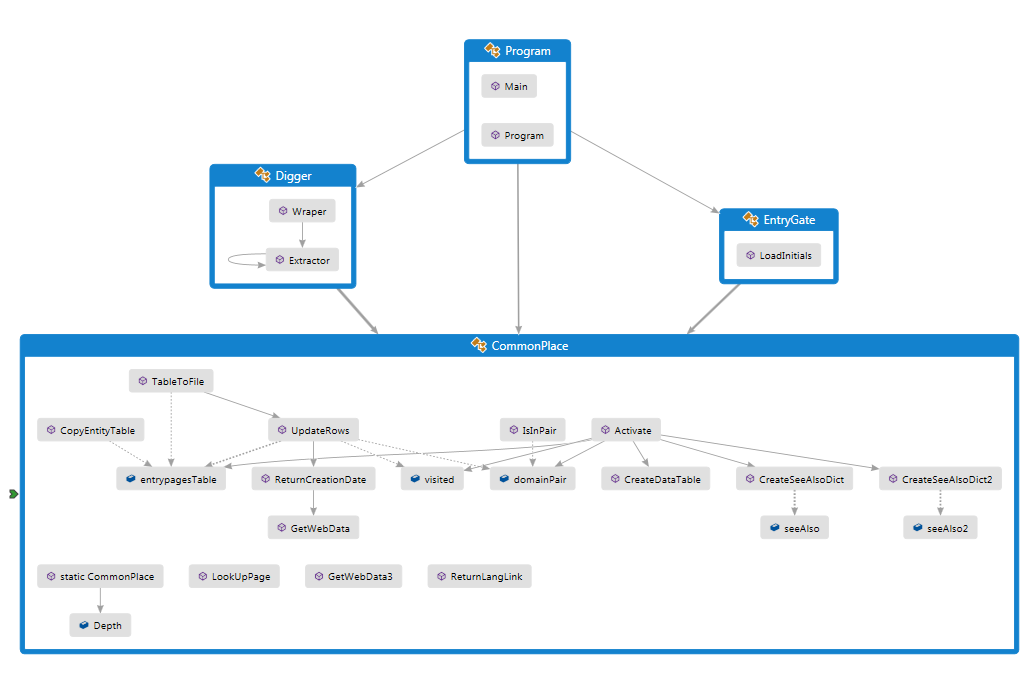 Program
Main
Program
Digger
Wraper
Extractor
EntryGate
LoadInitials
CommonPlace
TableToFile
CopyEntityTable
UpdateRows
IsInPair
Activate
entrypagesTable
ReturnCreationDate
visited
domainPair
CreateDataTable
CreateSeeAlsoDict
CreateSeeAlsoDict2
GetWebData
seeAlso
seeAlso2
static CommonPlace
LookUpPage
GetWebData3
ReturnLangLink
Depth